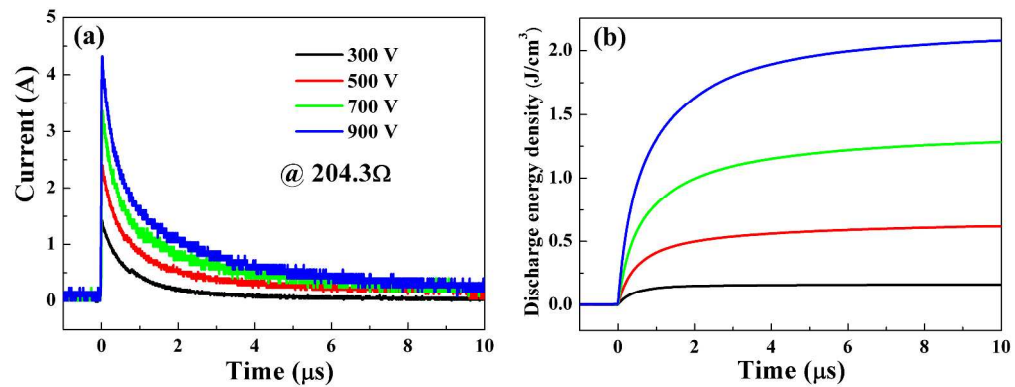 (a)
Current (A)
5
4
3
2
1
0
300 V
500 V
700 V
900 V
@ 204.3Ω
0 2 4 6 8 10
Time (μs)
(b)
Discharge energy density (J/cm³)
2.0
1.5
1.0
0.5
0.0
0 2 4 6 8 10
Time (μs)